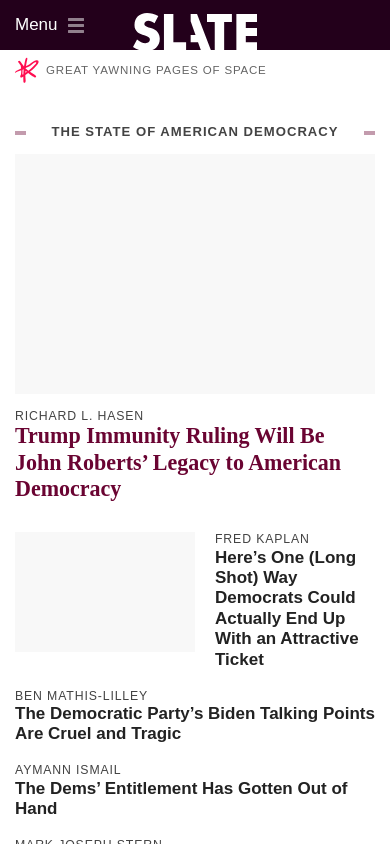 Menu
SLATE
GREAT YAWNING PAGES OF SPACE
THE STATE OF AMERICAN DEMOCRACY
RICHARD L. HASEN
Trump Immunity Ruling Will Be
John Roberts’ Legacy to American
Democracy
FRED KAPLAN
Here’s One (Long
Shot) Way
Democrats Could
Actually End Up
With an Attractive
Ticket
BEN MATHIS-LILLEY
The Democratic Party’s Biden Talking Points
Are Cruel and Tragic
AYMANN ISMAIL
The Dems’ Entitlement Has Gotten Out of
Hand
MARK JOSEPH STERN